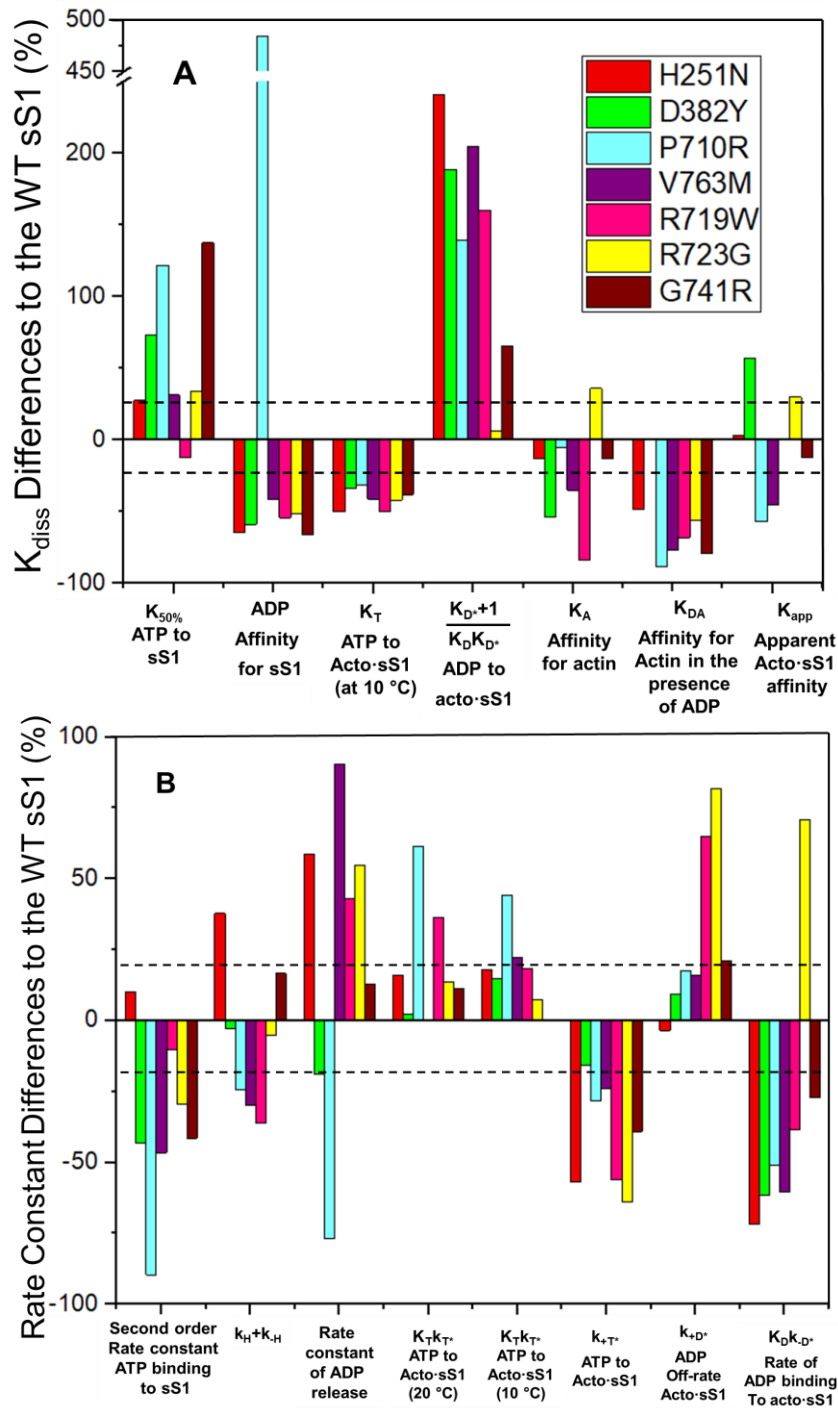 500
450
200
100
0
-100
K_diss Differences to the WT sS1 (%)
A
H251N
D382Y
P710R
V763M
R719W
R723G
G741R
K50%
ATP to
sS1
ADP
Affinity
for sS1
KT
ATP to
Acto·sS1
(at 10 °C)
KD*+1
KDKD*
ADP to
acto·sS1
KA
Affinity
for actin
KDA
Affinity for
Actin in the
presence
of ADP
Kapp
Apparent
Acto·sS1
affinity
100
50
0
-50
-100
Rate Constant Differences to the WT sS1 (%)
B
Second order
Rate constant
ATP binding
to sS1
kH+k-H
Rate
constant
of ADP
release
KTkT*
ATP to
Acto·sS1
(20 °C)
KTkT*
ATP to
Acto·sS1
(10 °C)
k+T*
ATP to
Acto·sS1
k+D*
ADP
Off-rate
Acto·sS1
KDk-D*
Rate of
ADP binding
To acto·sS1